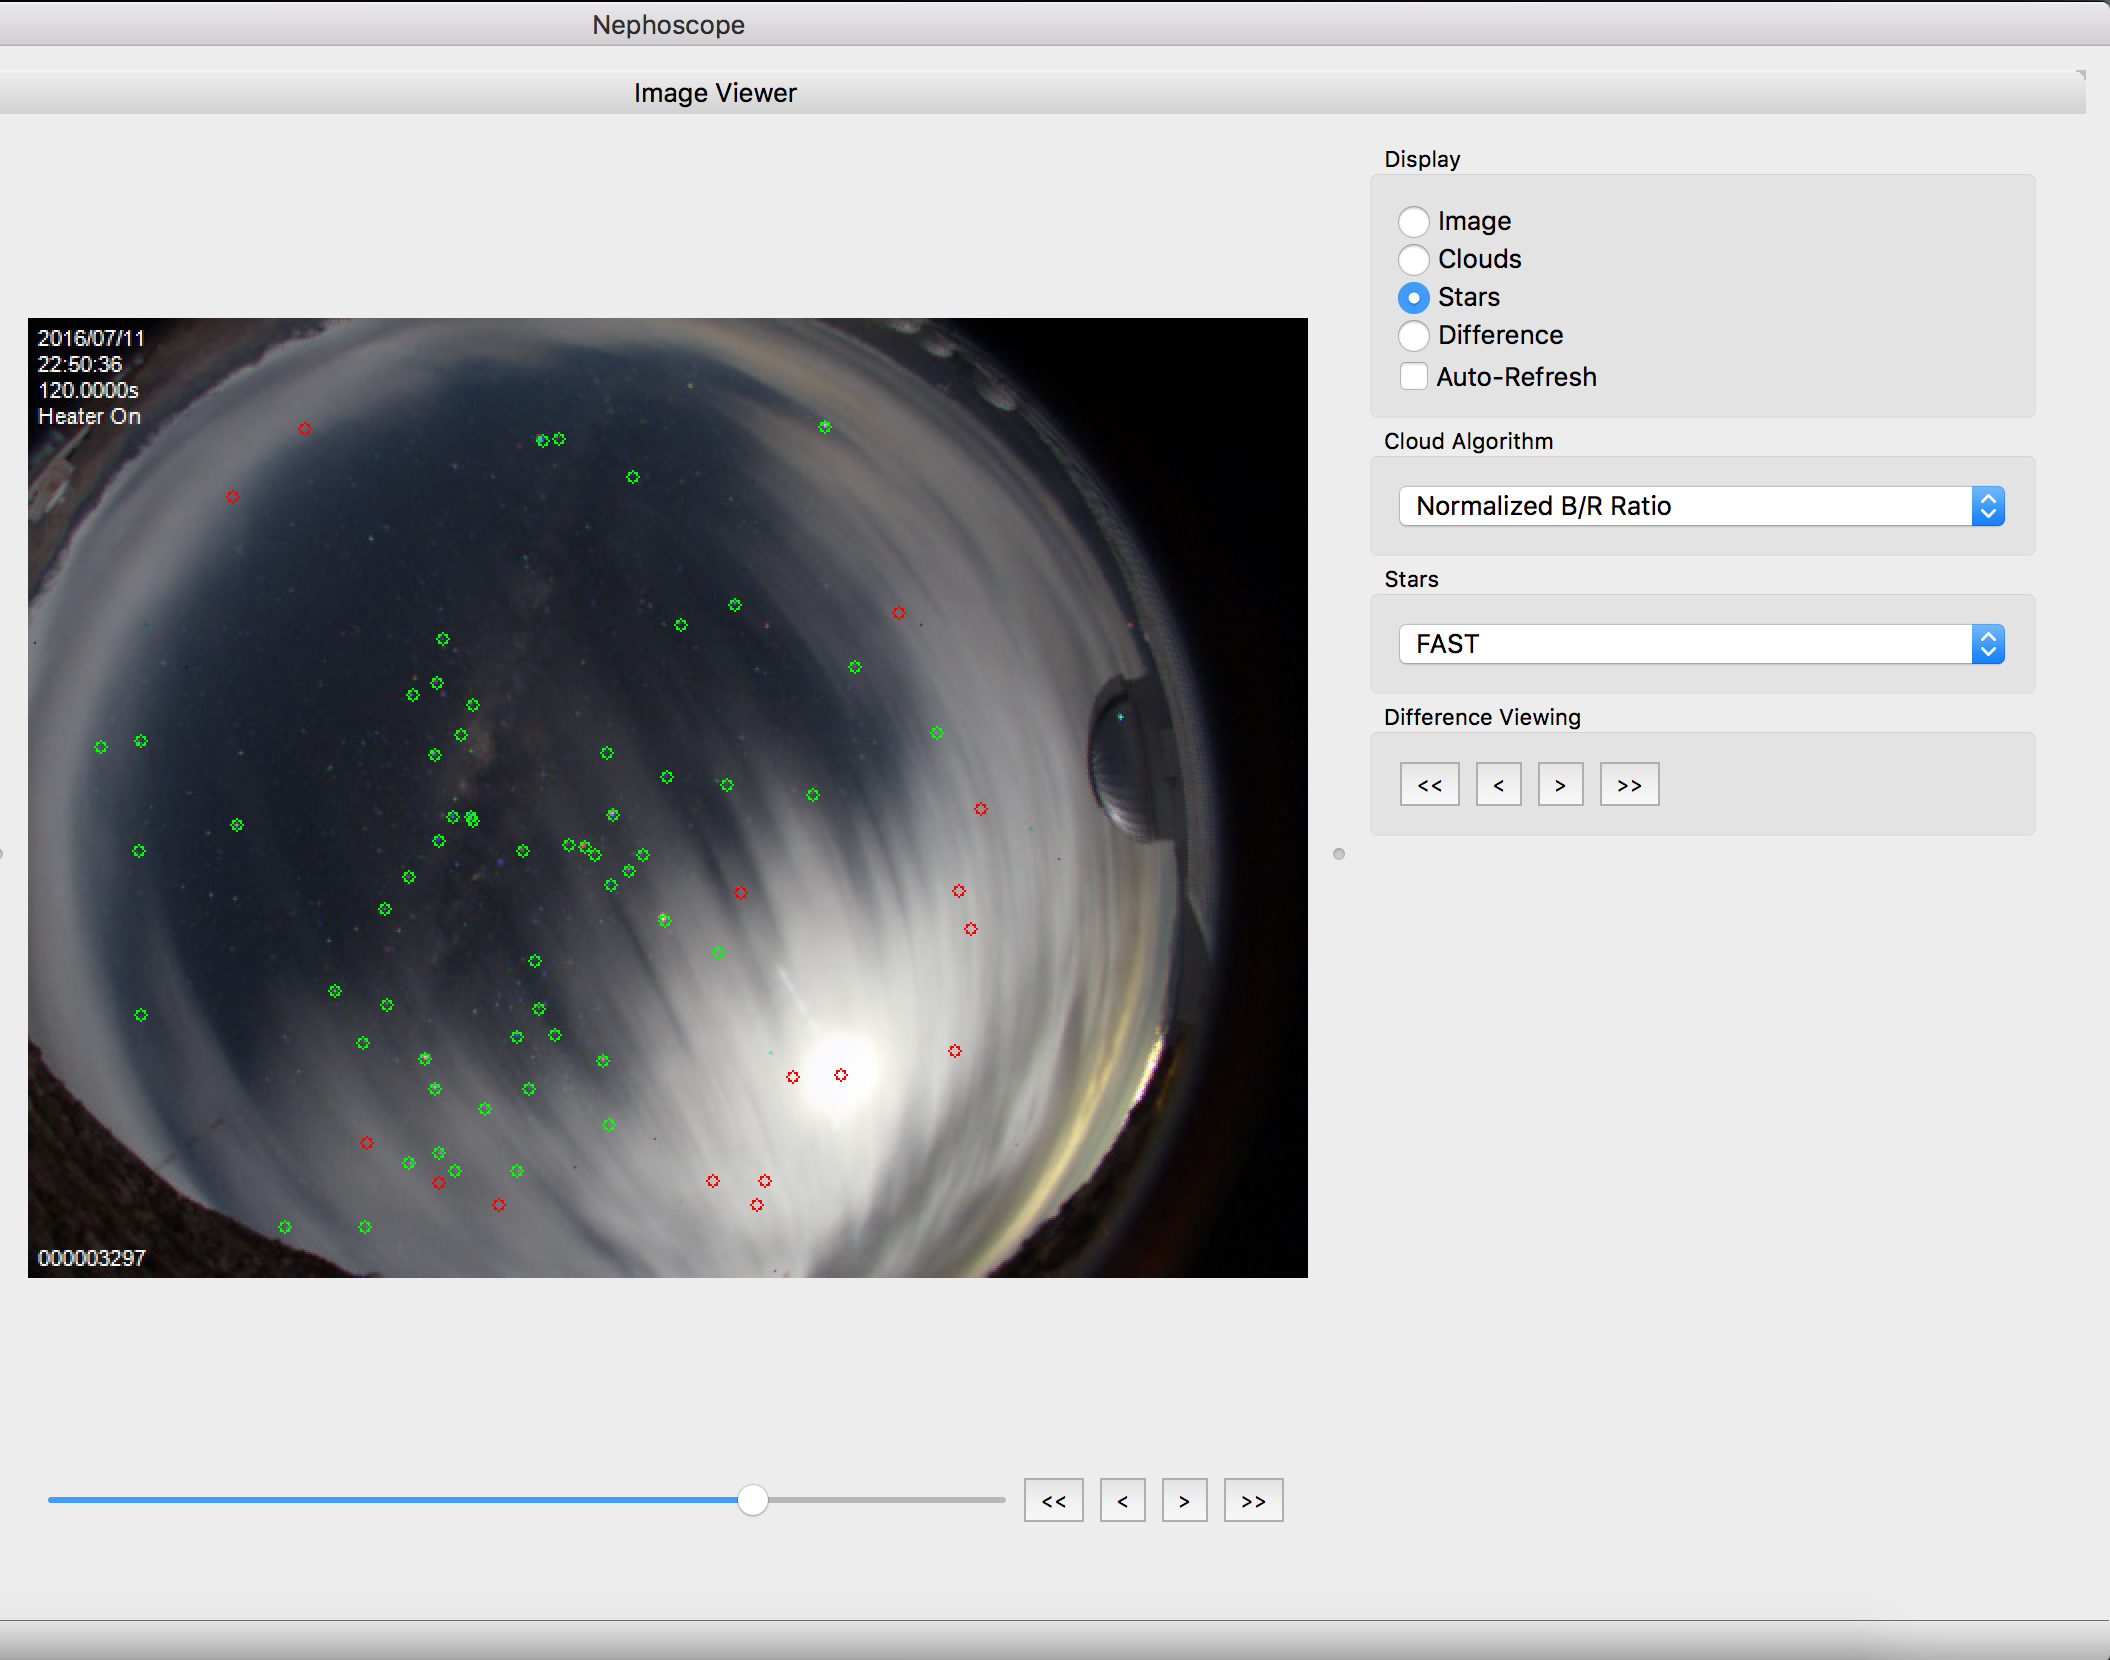 Nephoscope
Image Viewer
Display
Image
Clouds
Stars
Difference
Auto-Refresh
Cloud Algorithm
Normalized B/R Ratio
Stars
FAST
Difference Viewing
<< < > >>
2016/07/11
22:50:36
120.0000s
Heater On
000003297
<< < > >>